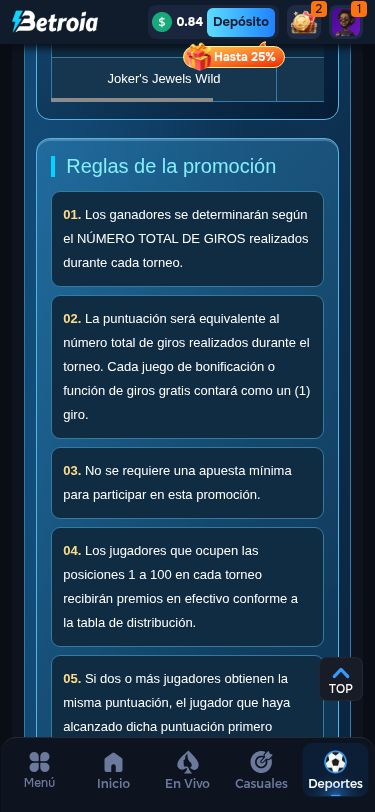 Betroia
$ 0.84 Depósito
2
1
Hasta 25%
Joker's Jewels Wild
Reglas de la promoción
01. Los ganadores se determinarán según
el NÚMERO TOTAL DE GIROS realizados
durante cada torneo.
02. La puntuación será equivalente al
número total de giros realizados durante el
torneo. Cada juego de bonificación o
función de giros gratis contará como un (1)
giro.
03. No se requiere una apuesta mínima
para participar en esta promoción.
04. Los jugadores que ocupen las
posiciones 1 a 100 en cada torneo
recibirán premios en efectivo conforme a
la tabla de distribución.
05. Si dos o más jugadores obtienen la
misma puntuación, el jugador que haya
alcanzado dicha puntuación primero
TOP
Menú
Inicio
En Vivo
Casuales
Deportes